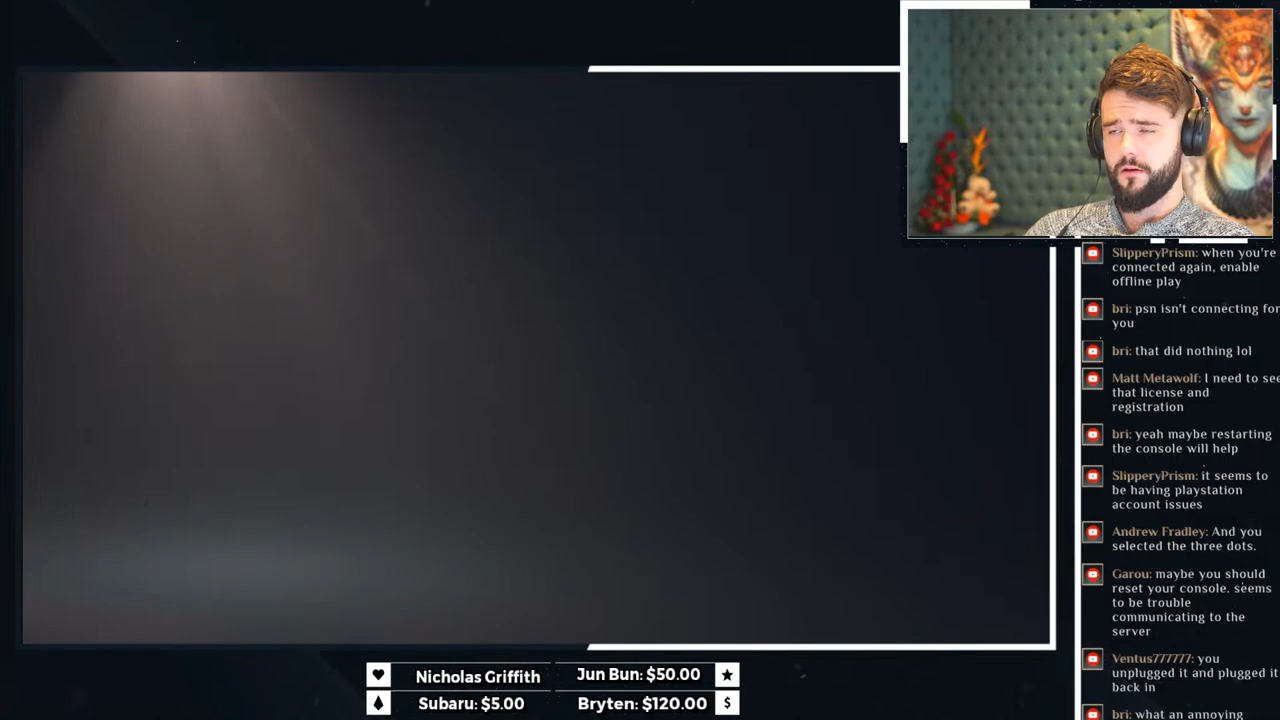 SlipperyPrism: when you're
connected again, enable
offline play
bri: psn isn't connecting for
you
bri: that did nothing lol
Matt Metawolf: I need to see
that license and
registration
bri: yeah maybe restarting
the console will help
SlipperyPrism: it seems to
be having playstation
account issues
Andrew Fradley: And you
selected the three dots.
Garou: maybe you should
reset your console. seems
to be trouble
communicating to the
server
Ventus777777: you
unplugged it and plugged it
back in
bri: what an annoying
Nicholas Griffith
Jun Bun: $50.00
Subaru: $5.00
Bryten: $120.00
$